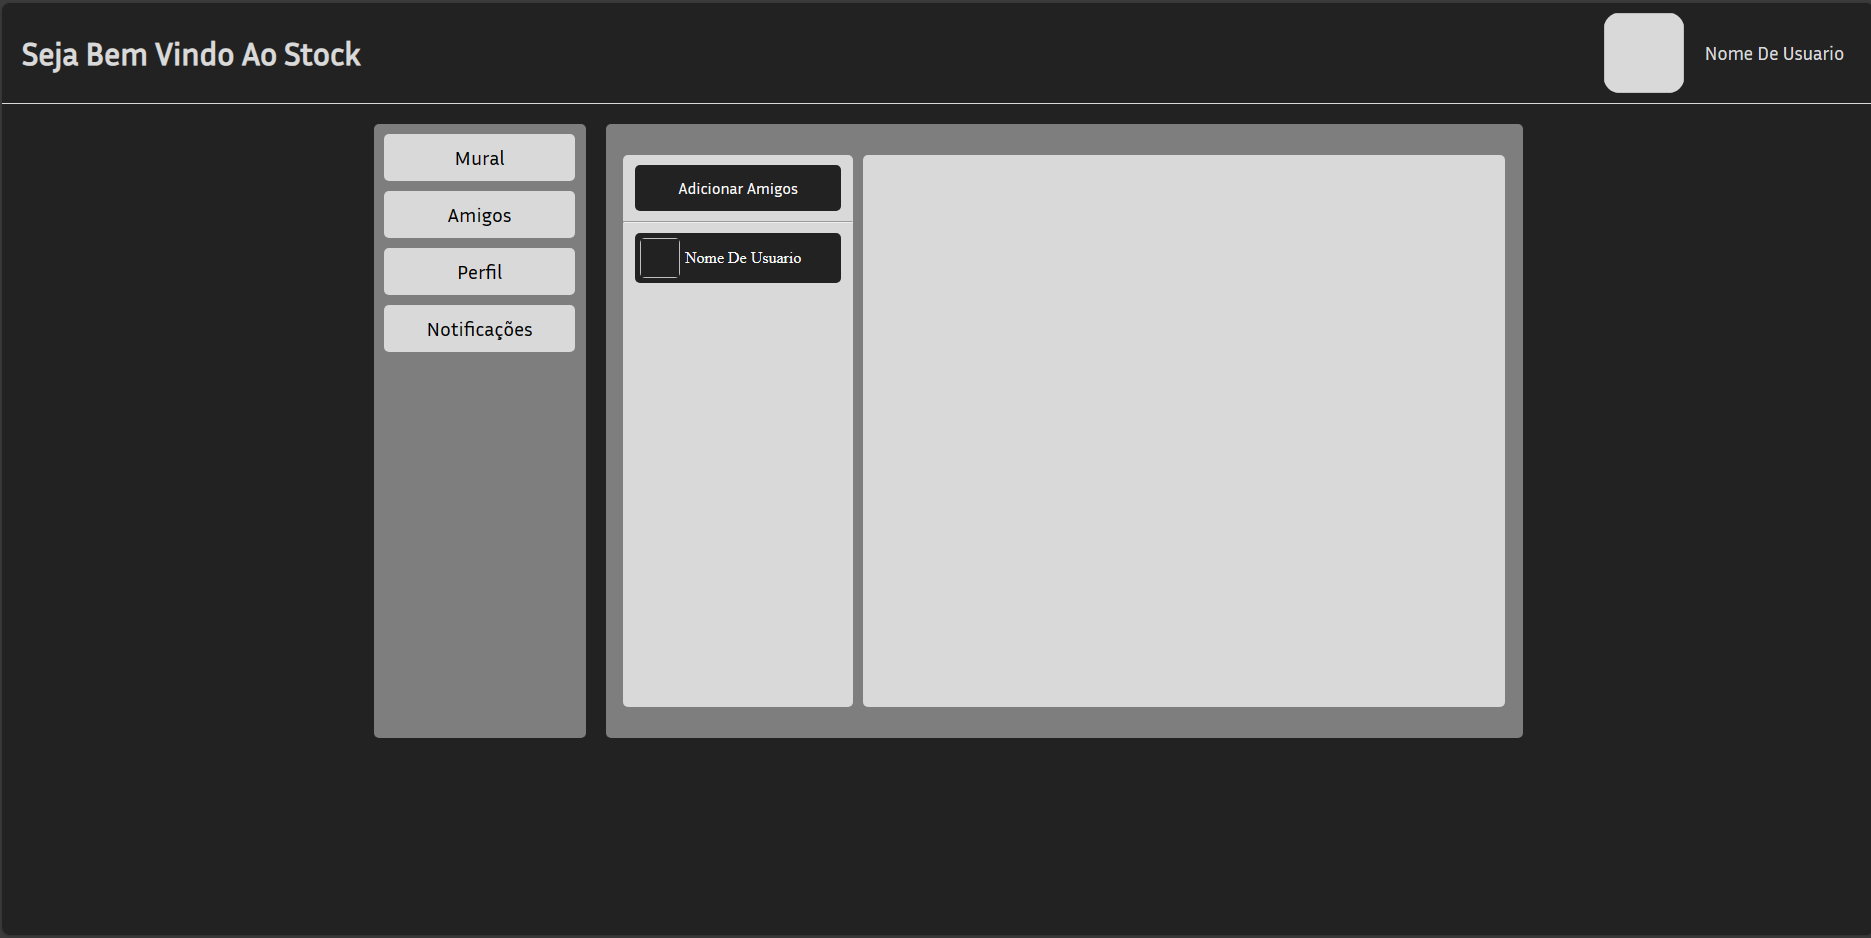 Seja Bem Vindo Ao Stock
Nome De Usuario
Mural
Amigos
Perfil
Notificações
Adicionar Amigos
Nome De Usuario